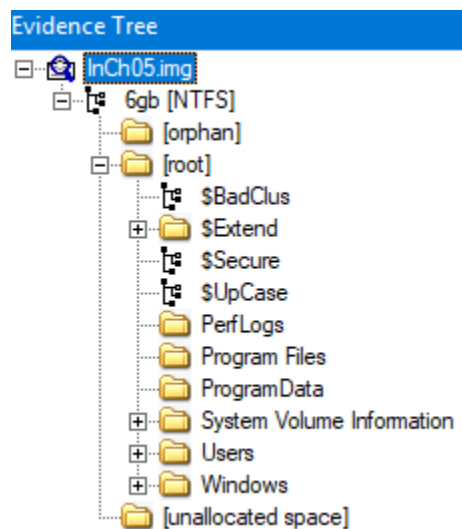 Evidence Tree
InCh05.img
6gb [NTFS]
[orphan]
[root]
$BadClus
$Extend
$Secure
$UpCase
PerfLogs
Program Files
ProgramData
System Volume Information
Users
Windows
[unallocated space]